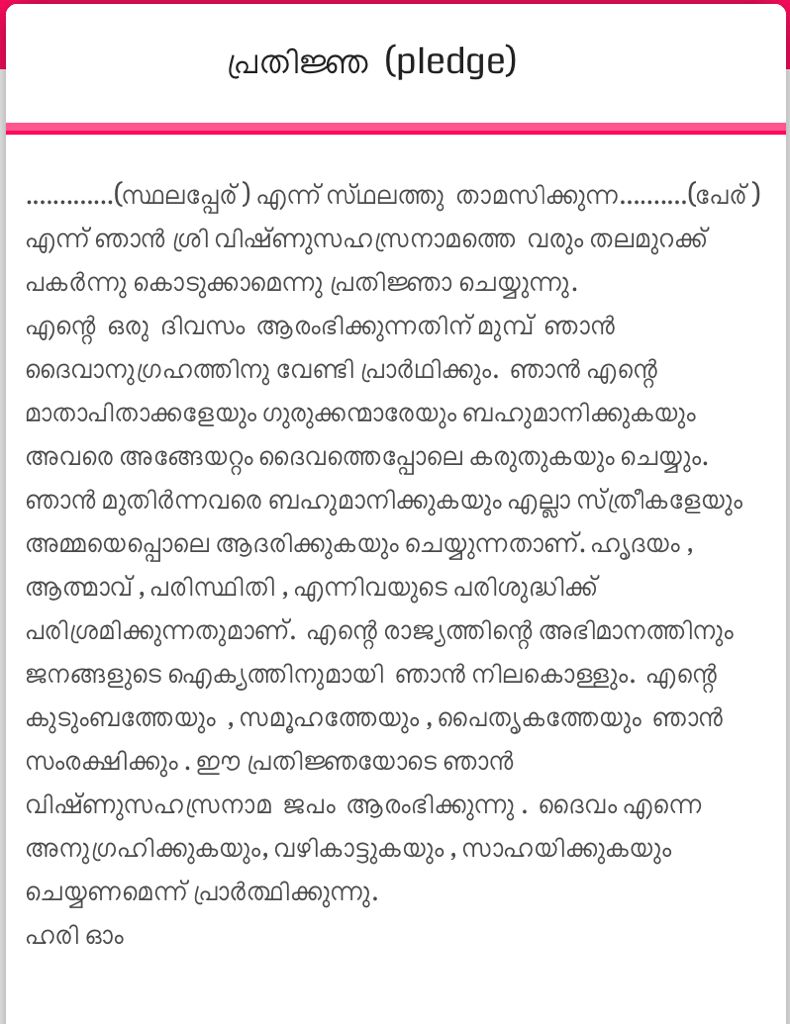 പ്രതിജ്ഞ (pledge)
.............(സ്ഥലപ്പേര് ) എന്ന് സ്‌ഥലത്തു താമസിക്കുന്ന..........(പേര് )
എന്ന് ഞാൻ ശ്രി വിഷ്ണുസഹസ്രനാമത്തെ വരും തലമുറക്ക്
പകർന്നു കൊടുക്കാമെന്നു പ്രതിജ്ഞാ ചെയ്യുന്നു.
എന്റെ ഒരു ദിവസം ആരംഭിക്കുന്നതിന് മുമ്പ് ഞാൻ
ദൈവാനുഗ്രഹത്തിനു വേണ്ടി പ്രാർഥിക്കും. ഞാൻ എന്റെ
മാതാപിതാക്കളേയും ഗുരുക്കന്മാരേയും ബഹുമാനിക്കുകയും
അവരെ അങ്ങേയറ്റം ദൈവത്തെപ്പോലെ കരുതുകയും ചെയ്യും.
ഞാൻ മുതിർന്നവരെ ബഹുമാനിക്കുകയും എല്ലാ സ്ത്രീകളേയും
അമ്മയെപ്പൊലെ ആദരിക്കുകയും ചെയ്യുന്നതാണ്. ഹൃദയം ,
ആത്മാവ് , പരിസ്ഥിതി , എന്നിവയുടെ പരിശുദ്ധിക്ക്
പരിശ്രമിക്കുന്നതുമാണ്. എന്റെ രാജ്യത്തിന്റെ അഭിമാനത്തിനും
ജനങ്ങളുടെ ഐക്യത്തിനുമായി ഞാൻ നിലകൊള്ളും. എന്റെ
കുടുംബത്തേയും , സമൂഹത്തേയും , പൈതൃകത്തേയും ഞാൻ
സംരക്ഷിക്കും . ഈ പ്രതിജ്ഞയോടെ ഞാൻ
വിഷ്ണുസഹസ്രനാമ ജപം ആരംഭിക്കുന്നു . ദൈവം എന്നെ
അനുഗ്രഹിക്കുകയും, വഴികാട്ടുകയും , സാഹയിക്കുകയും
ചെയ്യണമെന്ന് പ്രാർത്ഥിക്കുന്നു.
ഹരി ഓം